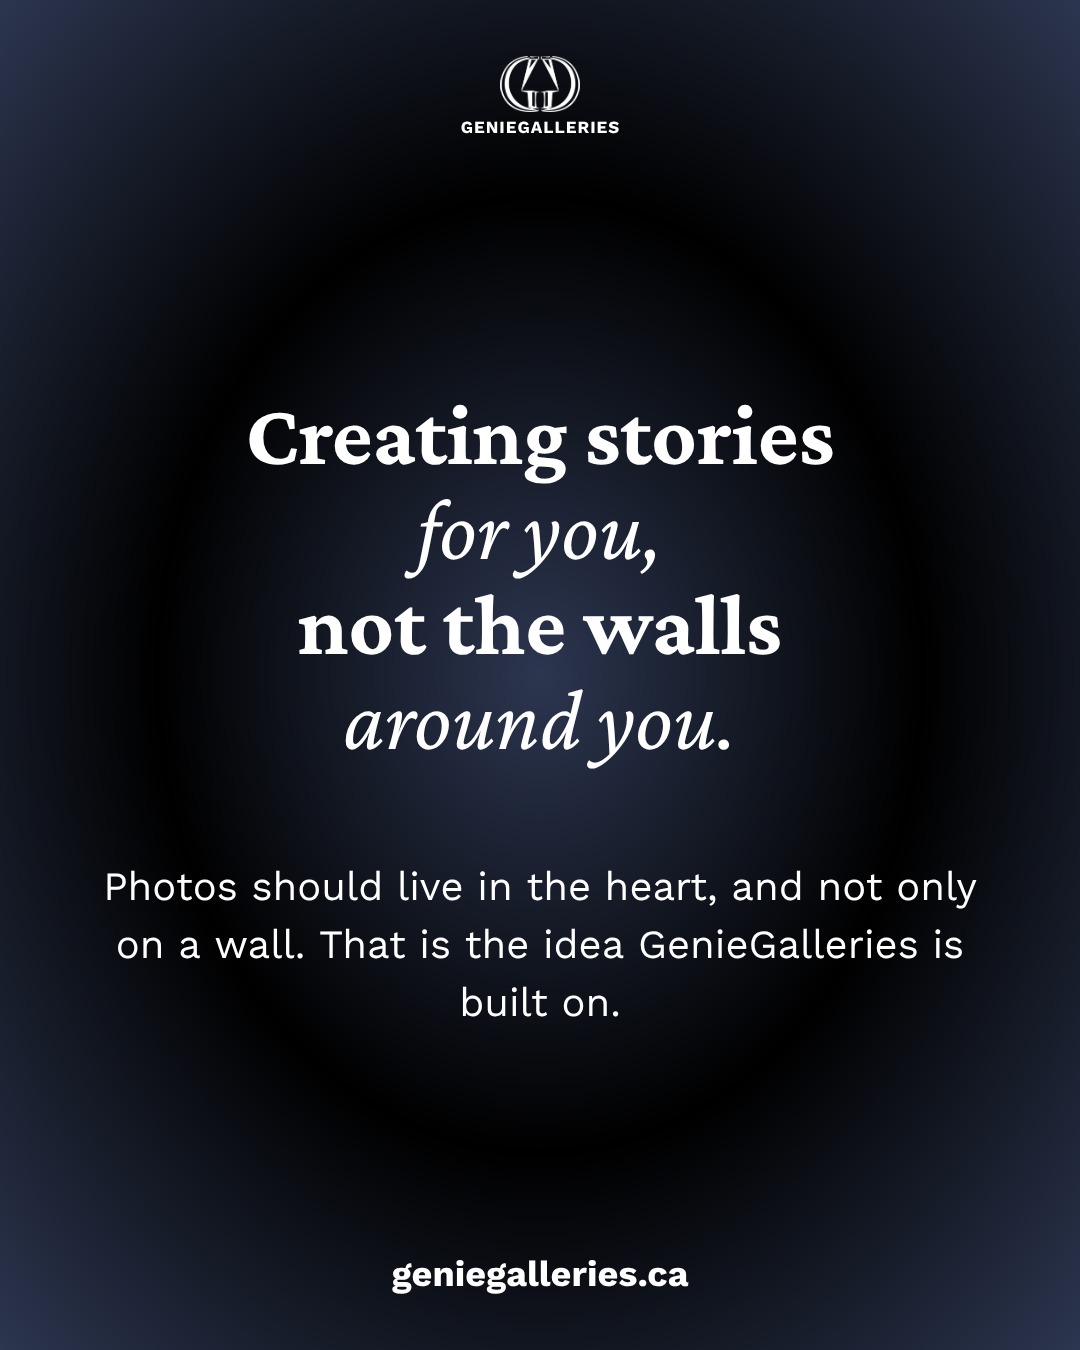 GENIEGALLERIES
Creating stories
for you,
not the walls
around you.
Photos should live in the heart, and not only
on a wall. That is the idea GenieGalleries is
built on.
geniegalleries.ca